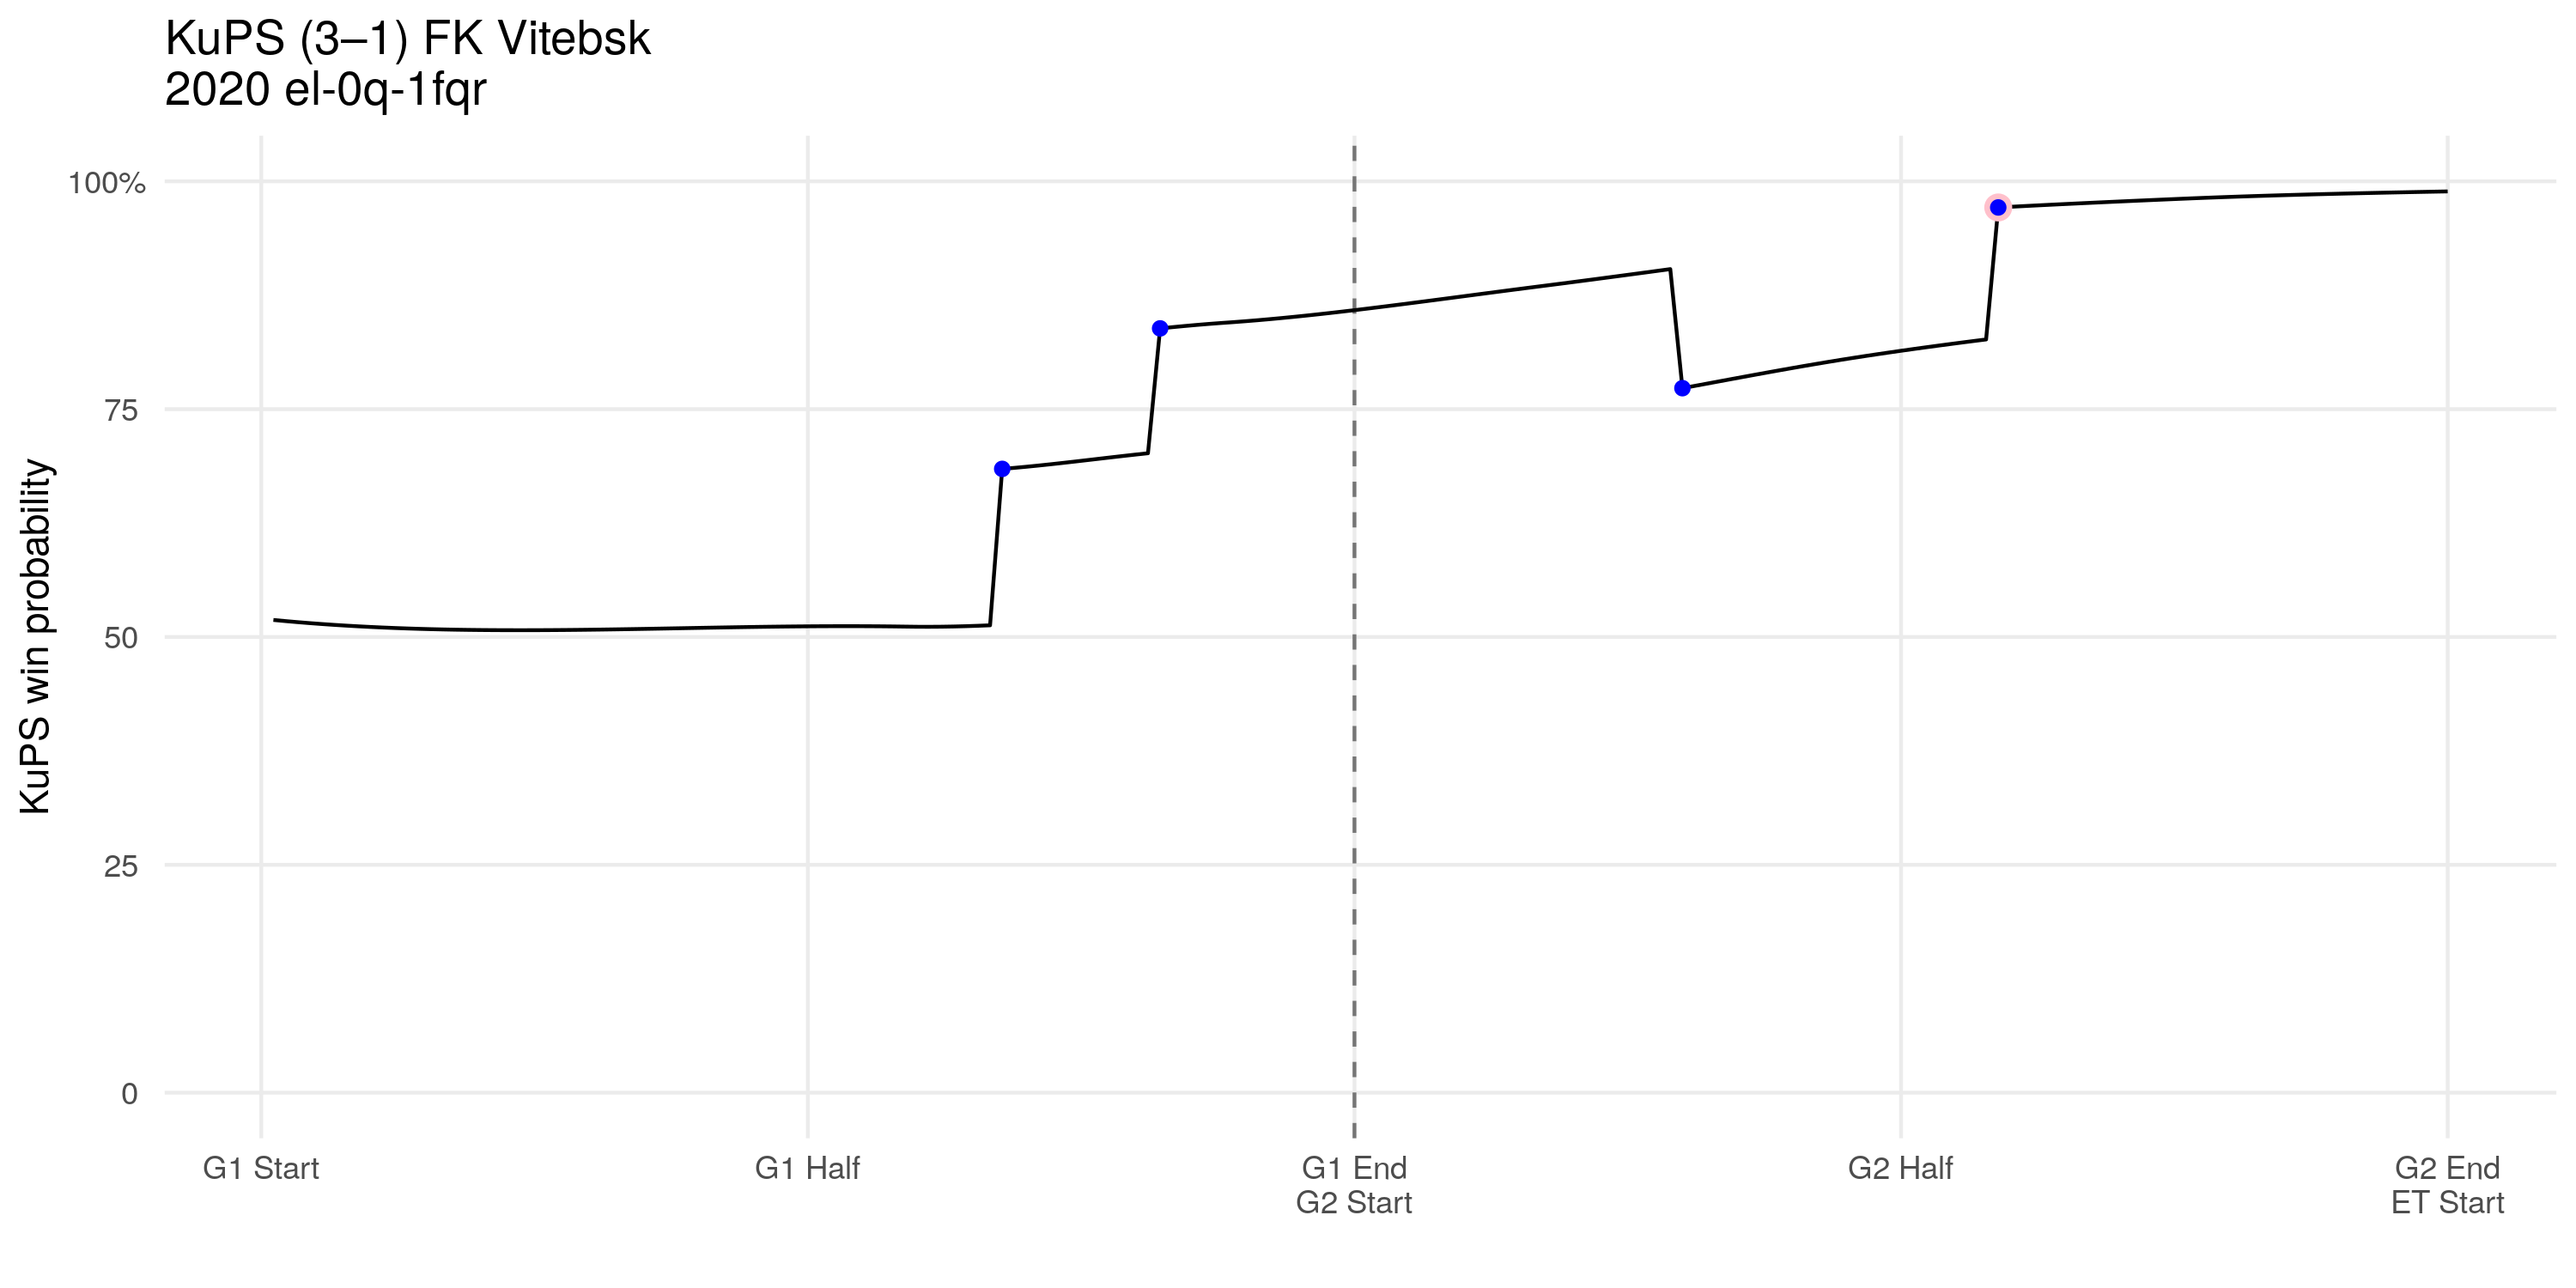 KuPS (3–1) FK Vitebsk
2020 el-0q-1fqr
KuPS win probability
100%
75
50
25
0
G1 Start
G1 Half
G1 End
G2 Start
G2 Half
G2 End
ET Start